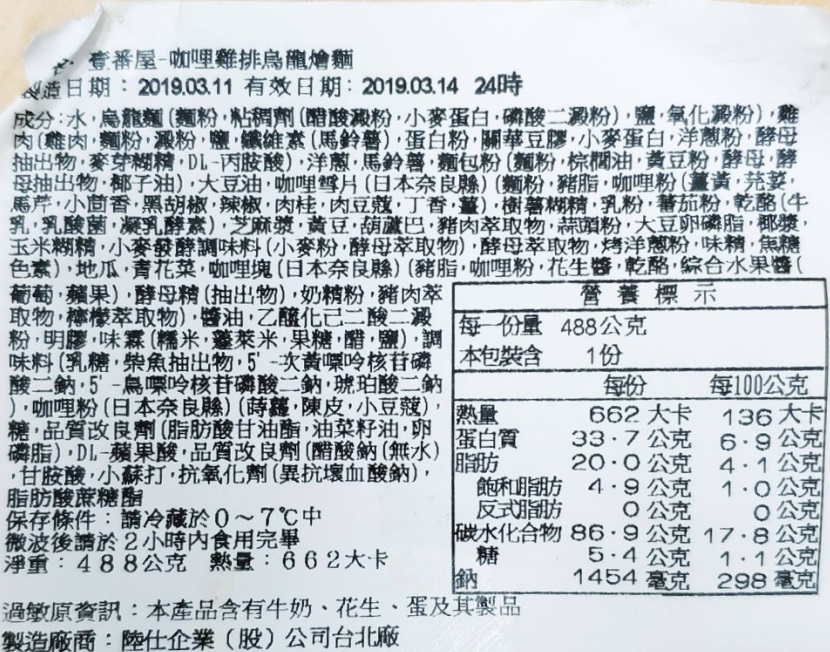 壹番屋-咖哩雞排烏龍燴麵
製造日期：2019.03.11 有效日期：2019.03.14 24時
成分:水,烏龍麵(麵粉,粘稠劑(醋酸澱粉,小麥蛋白,磷酸二澱粉),鹽,氧化澱粉),雞
肉(雞肉,麵粉,澱粉,鹽,纖維素(馬鈴薯),蛋白粉,關華豆膠,小麥蛋白,洋蔥粉,酵母
抽出物,麥芽糊精,DL-丙胺酸),洋蔥,馬鈴薯,麵包粉(麵粉,棕櫚油,黃豆粉,酵母,酵
母抽出物,椰子油),大豆油,咖哩雪片(日本奈良縣)(麵粉,豬脂,咖哩粉(薑黃,芫荽,
馬芹,小茴香,黑胡椒,辣椒,肉桂,肉豆蔻,丁香,薑),樹薯糊精,乳粉,蕃茄粉,乾酪(牛
乳,乳酸菌,凝乳酵素),芝麻漿,黃豆,葫蘆巴,豬肉萃取物,蒜頭粉,大豆卵磷脂,椰漿,
玉米糊精,小麥發酵調味料(小麥粉,酵母萃取物),酵母萃取物,烤洋蔥粉,味精,焦糖
色素),地瓜,青花菜,咖哩塊(日本奈良縣)(豬脂,咖哩粉,花生醬,乾酪,綜合水果醬(
葡萄,蘋果),酵母精(抽出物),奶精粉,豬肉萃
取物,檸檬萃取物),醬油,乙醯化己二酸二澱
粉,明膠,味霖(糯米,蓬萊米,果糖,醋,鹽),調
味料(乳糖,柴魚抽出物,5'-次黃嘌呤核苷磷
酸二鈉,5'-鳥嘌呤核苷磷酸二鈉,琥珀酸二鈉
),咖哩粉(日本奈良縣)(蒔蘿,陳皮,小豆蔻),
糖,品質改良劑(脂肪酸甘油酯,油菜籽油,卵
磷脂),DL-蘋果酸,品質改良劑(醋酸鈉(無水)
,甘胺酸,小蘇打,抗氧化劑(異抗壞血酸鈉),
脂肪酸蔗糖酯
保存條件：請冷藏於0～7℃中
微波後請於2小時內食用完畢
淨重：488公克 熱量：662大卡
營養標示
每一份量 488公克
本包裝含 1份
每份 每100公克
熱量 662 大卡 136 大卡
蛋白質 33.7 公克 6.9 公克
脂肪 20.0 公克 4.1 公克
飽和脂肪 4.9 公克 1.0 公克
反式脂肪 0 公克 0 公克
碳水化合物 86.9 公克 17.8 公克
糖 5.4 公克 1.1 公克
鈉 1454 毫克 298 毫克
過敏原資訊：本產品含有牛奶、花生、蛋及其製品
製造廠商：陸仕企業（股）公司台北廠